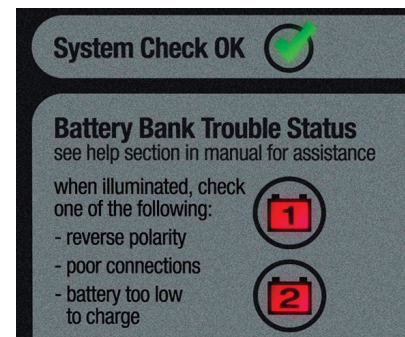 System Check OK
Battery Bank Trouble Status
see help section in manual for assistance
when illuminated, check
one of the following:
- reverse polarity
- poor connections
- battery too low
to charge
1
2